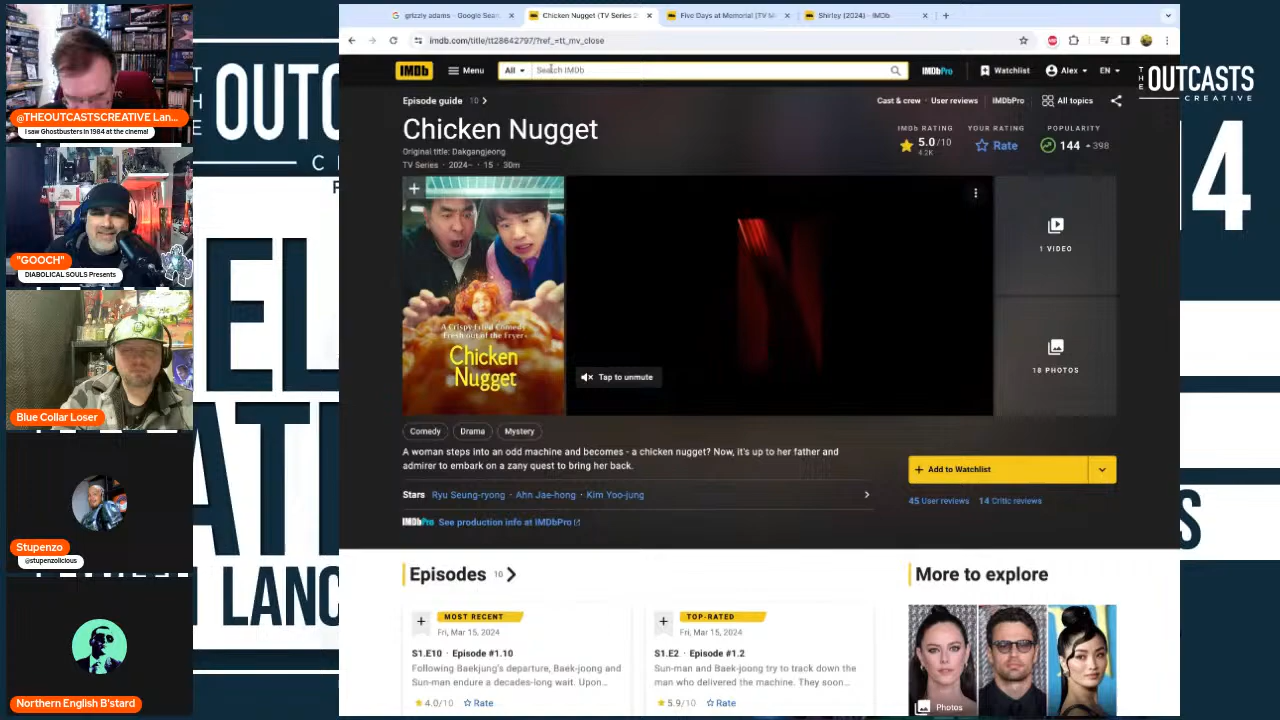 @THEOUTCASTSCREATIVE Lan...
I saw Ghostbusters in 1984 at the cinema!
"GOOCH"
DIABOLICAL SOULS Presents
Blue Collar Loser
Stupenzo
@stupenzolicious
Northern English B'stard
grizzly adams - Google Sear
Chicken Nugget (TV Series 2
Five Days at Memorial (TV M
Shirley (2024) - IMDb
imdb.com/title/tt28642797/?ref_=tt_mv_close
IMDb
Menu
All
Search IMDb
IMDbPro
Watchlist
Alex
EN
THE
OUTCASTS
CREATIVE
Episode guide 10
Cast & crew · User reviews
IMDbPro
All topics
Chicken Nugget
Original title: Dakgangjeong
TV Series · 2024– · 15 · 30m
IMDb RATING
5.0/10
4.2K
YOUR RATING
Rate
POPULARITY
144
398
A Crispy Fried Comedy
Fresh out of the Fryer
Chicken
Nugget
Tap to unmute
1 VIDEO
18 PHOTOS
Comedy
Drama
Mystery
A woman steps into an odd machine and becomes - a chicken nugget? Now, it's up to her father and
admirer to embark on a zany quest to bring her back.
Stars Ryu Seung-ryong · Ahn Jae-hong · Kim Yoo-jung
IMDbPro See production info at IMDbPro
Add to Watchlist
45 User reviews
14 Critic reviews
Episodes 10
MOST RECENT
Fri, Mar 15, 2024
S1.E10 · Episode #1.10
Following Baekjung's departure, Baek-joong and
Sun-man endure a decades-long wait. Upon...
4.0/10
Rate
TOP-RATED
Fri, Mar 15, 2024
S1.E2 · Episode #1.2
Sun-man and Baek-joong try to track down the
man who delivered the machine. They soon...
5.9/10
Rate
More to explore
Photos
OUT
C
F
EL
AT
LANC
4
S